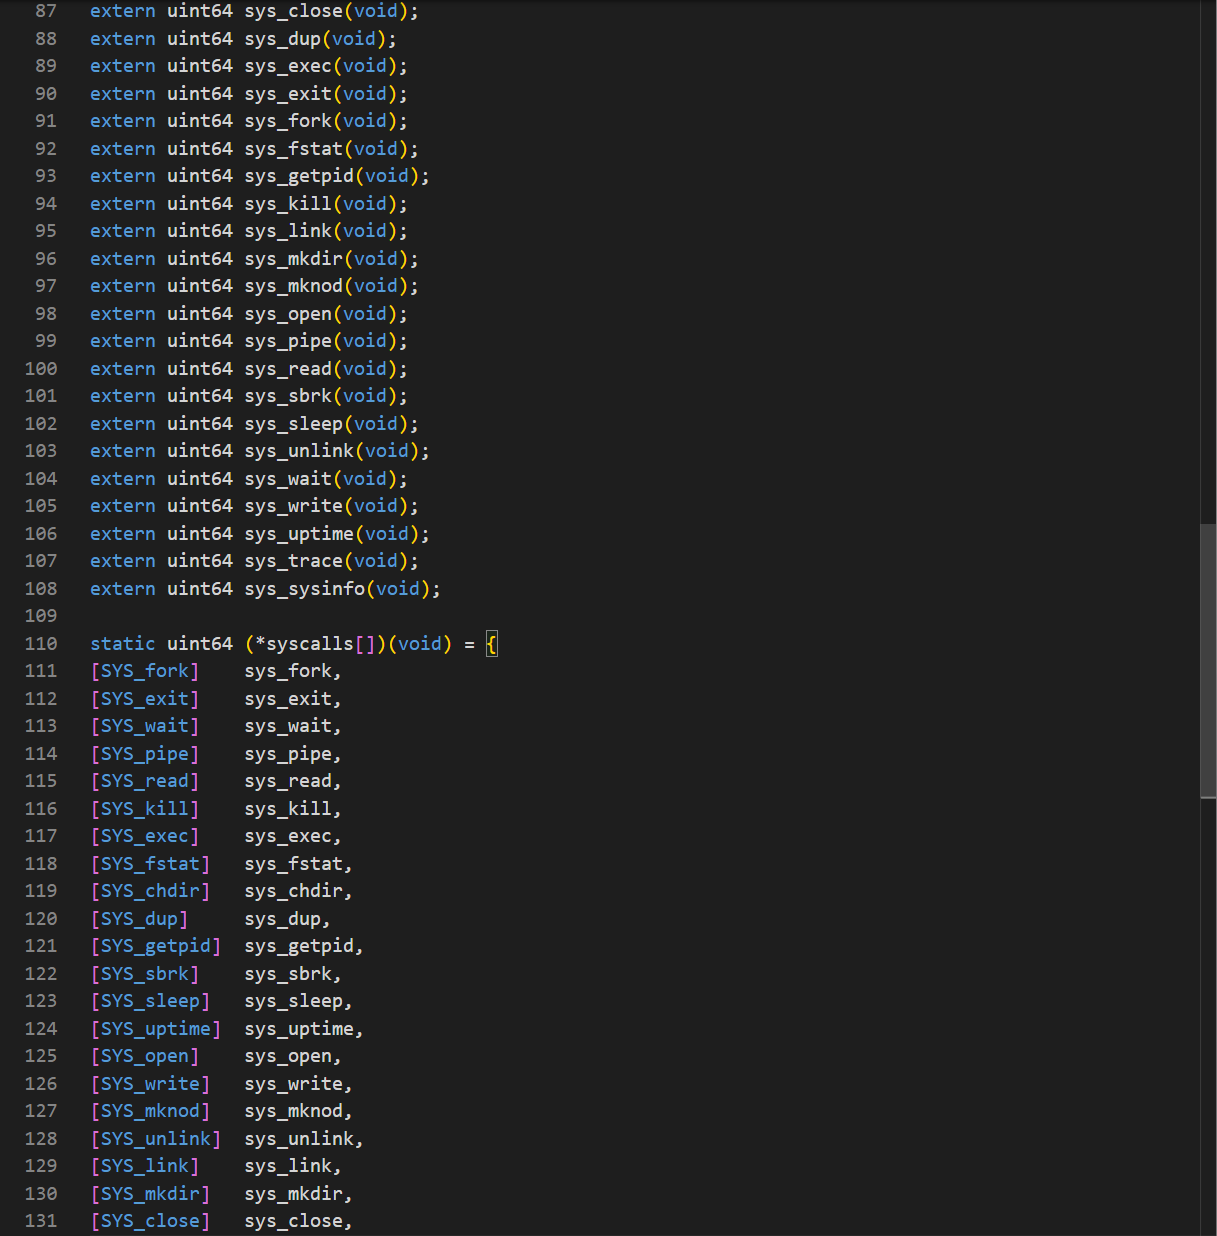 87 extern uint64 sys_close(void);
88 extern uint64 sys_dup(void);
89 extern uint64 sys_exec(void);
90 extern uint64 sys_exit(void);
91 extern uint64 sys_fork(void);
92 extern uint64 sys_fstat(void);
93 extern uint64 sys_getpid(void);
94 extern uint64 sys_kill(void);
95 extern uint64 sys_link(void);
96 extern uint64 sys_mkdir(void);
97 extern uint64 sys_mknod(void);
98 extern uint64 sys_open(void);
99 extern uint64 sys_pipe(void);
100 extern uint64 sys_read(void);
101 extern uint64 sys_sbrk(void);
102 extern uint64 sys_sleep(void);
103 extern uint64 sys_unlink(void);
104 extern uint64 sys_wait(void);
105 extern uint64 sys_write(void);
106 extern uint64 sys_uptime(void);
107 extern uint64 sys_trace(void);
108 extern uint64 sys_sysinfo(void);
109
110 static uint64 (*syscalls[])(void) = {
111 [SYS_fork]    sys_fork,
112 [SYS_exit]    sys_exit,
113 [SYS_wait]    sys_wait,
114 [SYS_pipe]    sys_pipe,
115 [SYS_read]    sys_read,
116 [SYS_kill]    sys_kill,
117 [SYS_exec]    sys_exec,
118 [SYS_fstat]   sys_fstat,
119 [SYS_chdir]   sys_chdir,
120 [SYS_dup]     sys_dup,
121 [SYS_getpid]  sys_getpid,
122 [SYS_sbrk]    sys_sbrk,
123 [SYS_sleep]   sys_sleep,
124 [SYS_uptime]  sys_uptime,
125 [SYS_open]    sys_open,
126 [SYS_write]   sys_write,
127 [SYS_mknod]   sys_mknod,
128 [SYS_unlink]  sys_unlink,
129 [SYS_link]    sys_link,
130 [SYS_mkdir]   sys_mkdir,
131 [SYS_close]   sys_close,